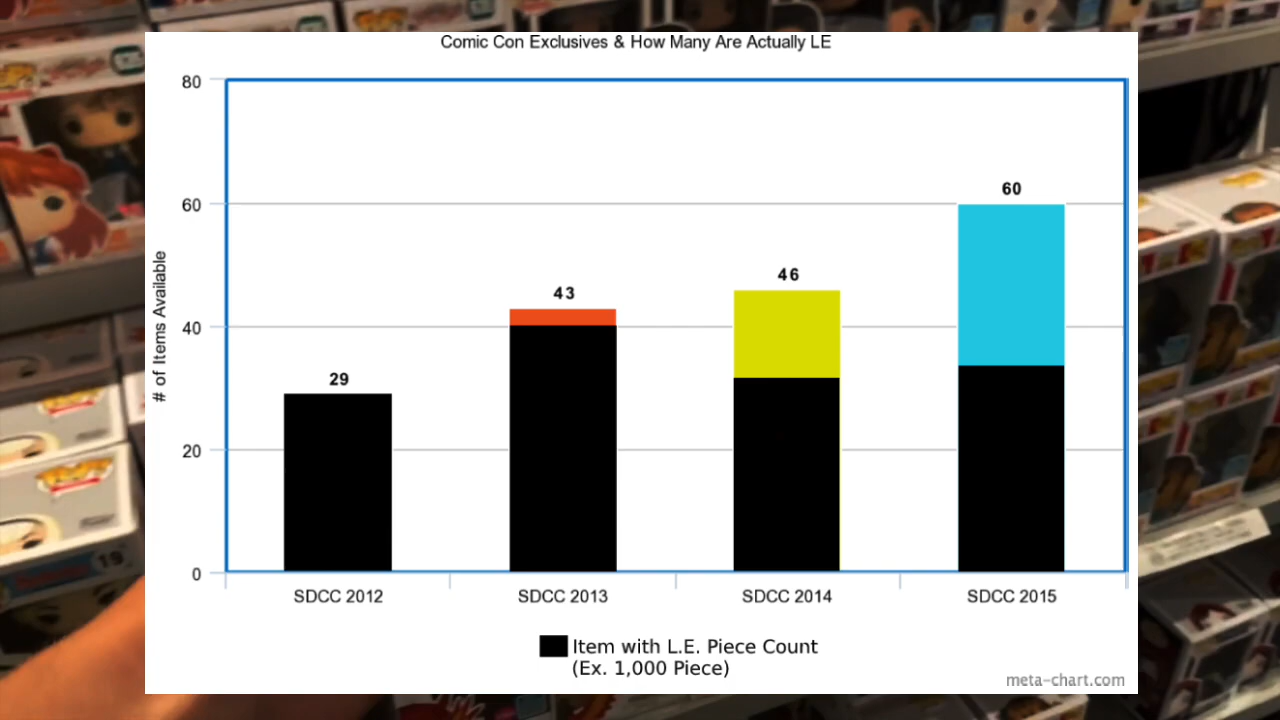 Comic Con Exclusives & How Many Are Actually LE
80
60
40
20
0
# of Items Available
29
43
46
60
SDCC 2012
SDCC 2013
SDCC 2014
SDCC 2015
Item with L.E. Piece Count
(Ex. 1,000 Piece)
meta-chart.com
19